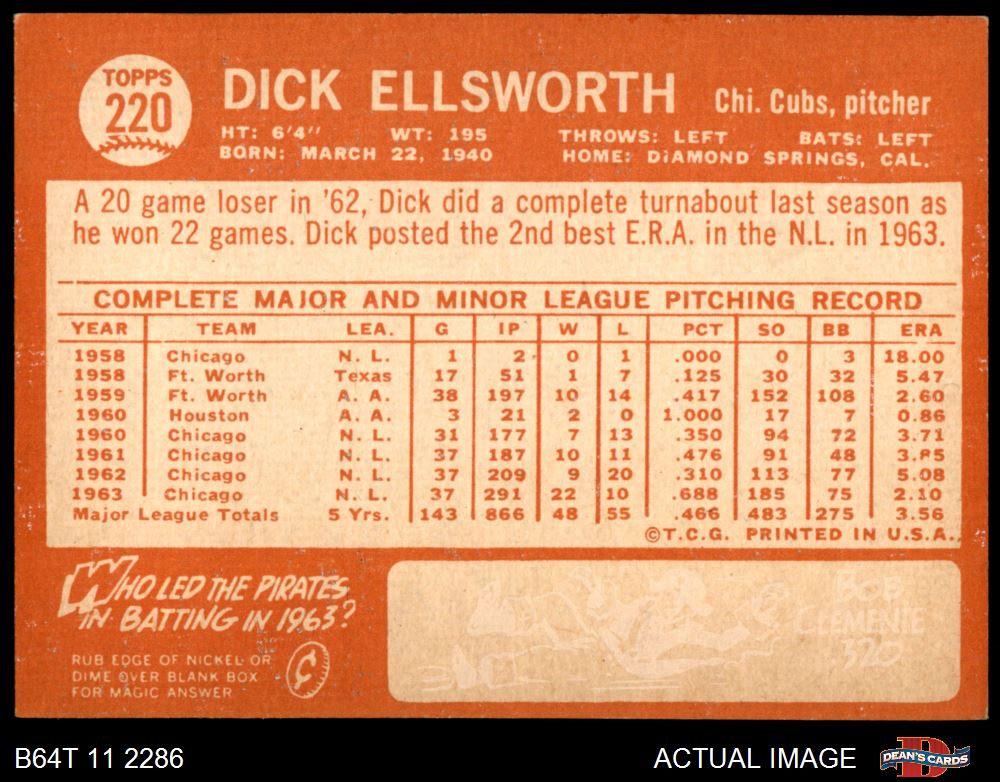 TOPPS
220
DICK ELLSWORTH Chi. Cubs, pitcher
HT: 6'4" WT: 195 THROWS: LEFT BATS: LEFT
BORN: MARCH 22, 1940 HOME: DIAMOND SPRINGS, CAL.
A 20 game loser in '62, Dick did a complete turnabout last season as
he won 22 games. Dick posted the 2nd best E.R.A. in the N.L. in 1963.
COMPLETE MAJOR AND MINOR LEAGUE PITCHING RECORD
YEAR TEAM LEA. G IP W L PCT SO BB ERA
1958 Chicago N. L. 1 2 0 1 .000 0 3 18.00
1958 Ft. Worth Texas 17 51 1 7 .125 30 32 5.47
1959 Ft. Worth A. A. 38 197 10 14 .417 152 108 2.60
1960 Houston A. A. 3 21 2 0 1.000 17 7 0.86
1960 Chicago N. L. 31 177 7 13 .350 94 72 3.71
1961 Chicago N. L. 37 187 10 11 .476 91 48 3.85
1962 Chicago N. L. 37 209 9 20 .310 113 77 5.08
1963 Chicago N. L. 37 291 22 10 .688 185 75 2.10
Major League Totals 5 Yrs. 143 866 48 55 .466 483 275 3.56
©T.C.G. PRINTED IN U.S.A.
WHO LED THE PIRATES
IN BATTING IN 1963?
RUB EDGE OF NICKEL OR
DIME OVER BLANK BOX
FOR MAGIC ANSWER
¢
BOB
CLEMENTE
.320
B64T 11 2286 ACTUAL IMAGE DEAN'S CARDS